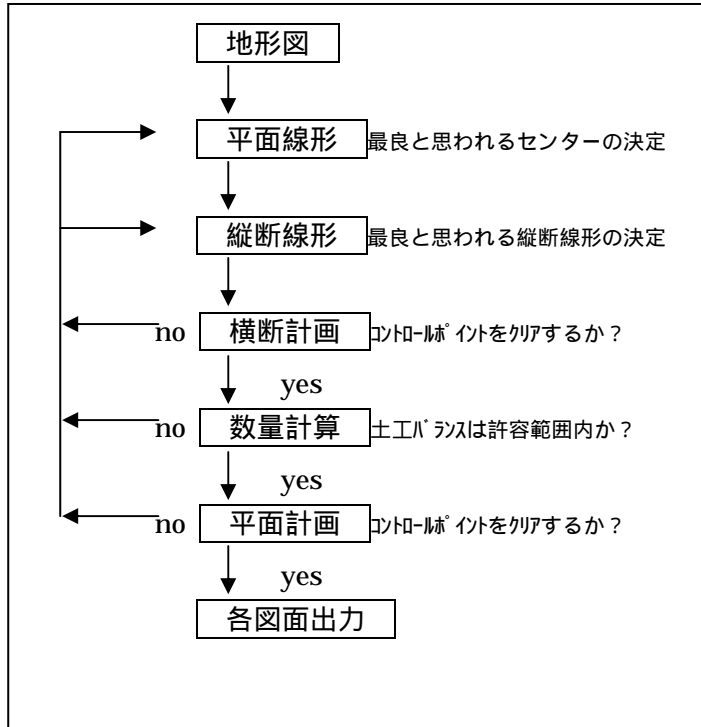 地形図
平面線形 最良と思われるセンターの決定
縦断線形 最良と思われる縦断線形の決定
no 横断計画 ｺﾝﾄﾛｰﾙﾎﾟｲﾝﾄをｸﾘｱするか？
yes
no 数量計算 土工ﾊﾞﾗﾝｽは許容範囲内か？
yes
no 平面計画 ｺﾝﾄﾛｰﾙﾎﾟｲﾝﾄをｸﾘｱするか？
yes
各図面出力